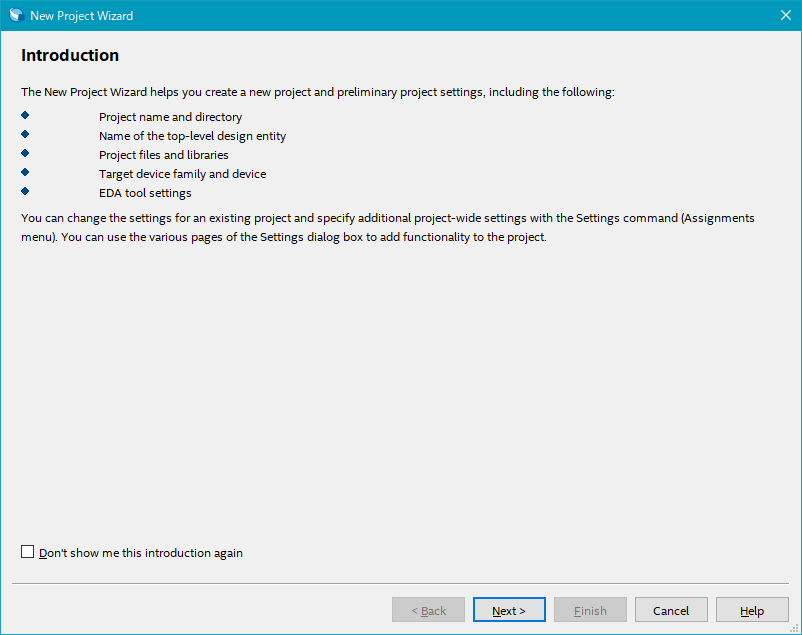 New Project Wizard
Introduction
The New Project Wizard helps you create a new project and preliminary project settings, including the following:
Project name and directory
Name of the top-level design entity
Project files and libraries
Target device family and device
EDA tool settings
You can change the settings for an existing project and specify additional project-wide settings with the Settings command (Assignments
menu). You can use the various pages of the Settings dialog box to add functionality to the project.
Don't show me this introduction again
< Back Next > Finish Cancel Help